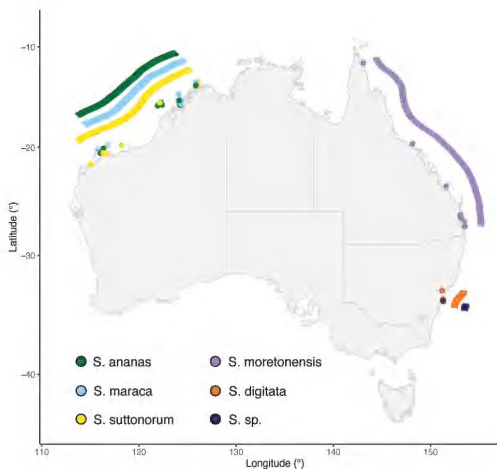 −10
−20
−30
−40
Latitude (°)
S. ananas
S. moretonensis
S. maraca
S. digitata
S. suttonorum
S. sp.
110
120
130
140
150
Longitude (°)